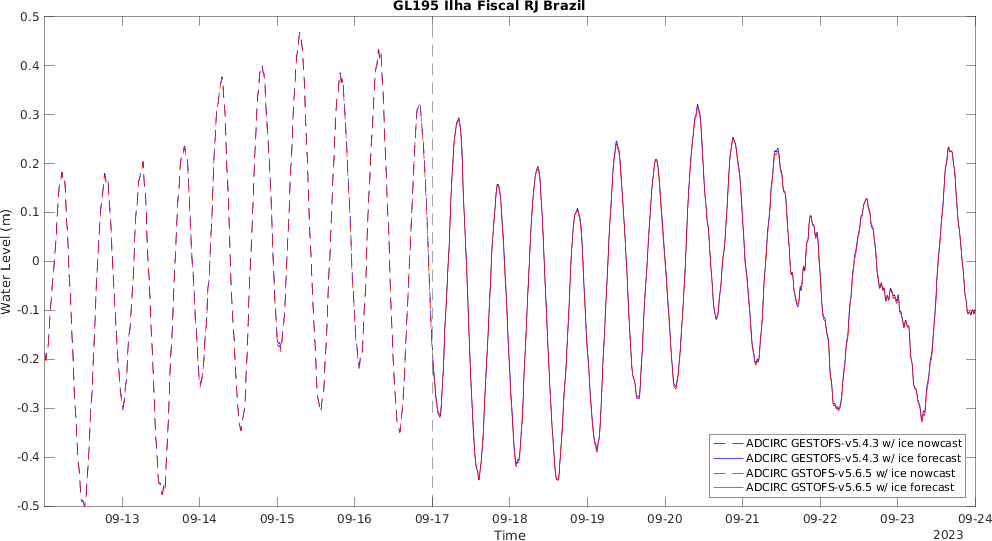 GL195 Ilha Fiscal RJ Brazil
0.5
0.4
0.3
0.2
0.1
0
-0.1
-0.2
-0.3
-0.4
-0.5
Water Level (m)
ADCIRC GESTOFS-v5.4.3 w/ ice nowcast
ADCIRC GESTOFS-v5.4.3 w/ ice forecast
ADCIRC GSTOFS-v5.6.5 w/ ice nowcast
ADCIRC GSTOFS-v5.6.5 w/ ice forecast
09-13 09-14 09-15 09-16 09-17 09-18 09-19 09-20 09-21 09-22 09-23 09-24
Time
2023